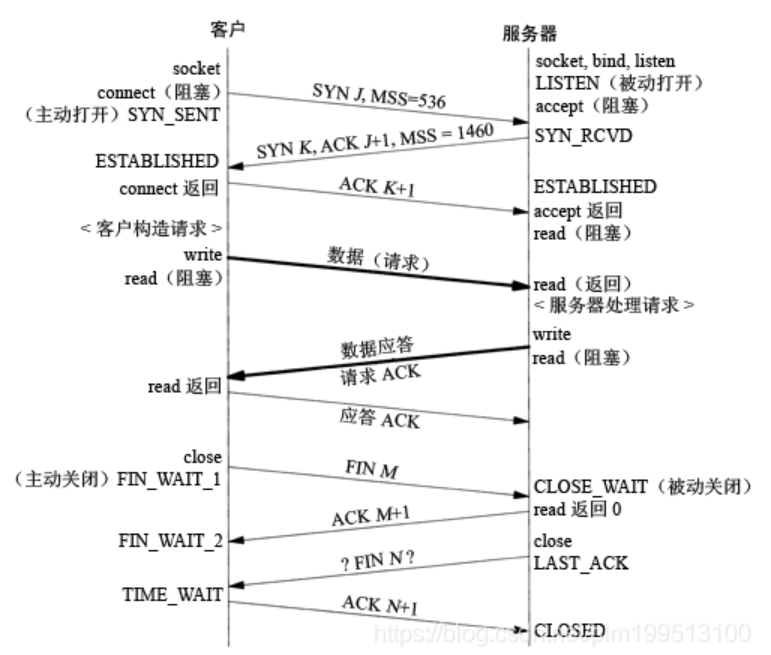 客户
服务器
socket
socket, bind, listen
connect（阻塞）
LISTEN（被动打开）
（主动打开）SYN_SENT
SYN J, MSS=536
accept（阻塞）
SYN K, ACK J+1, MSS = 1460
SYN_RCVD
ESTABLISHED
connect 返回
ACK K+1
ESTABLISHED
accept 返回
< 客户构造请求 >
read（阻塞）
write
数据（请求）
read（阻塞）
read（返回）
< 服务器处理请求 >
write
数据应答
read（阻塞）
请求 ACK
read 返回
应答 ACK
close
（主动关闭）FIN_WAIT_1
FIN M
CLOSE_WAIT（被动关闭）
read 返回 0
ACK M+1
FIN_WAIT_2
close
? FIN N ?
LAST_ACK
TIME_WAIT
ACK N+1
CLOSED